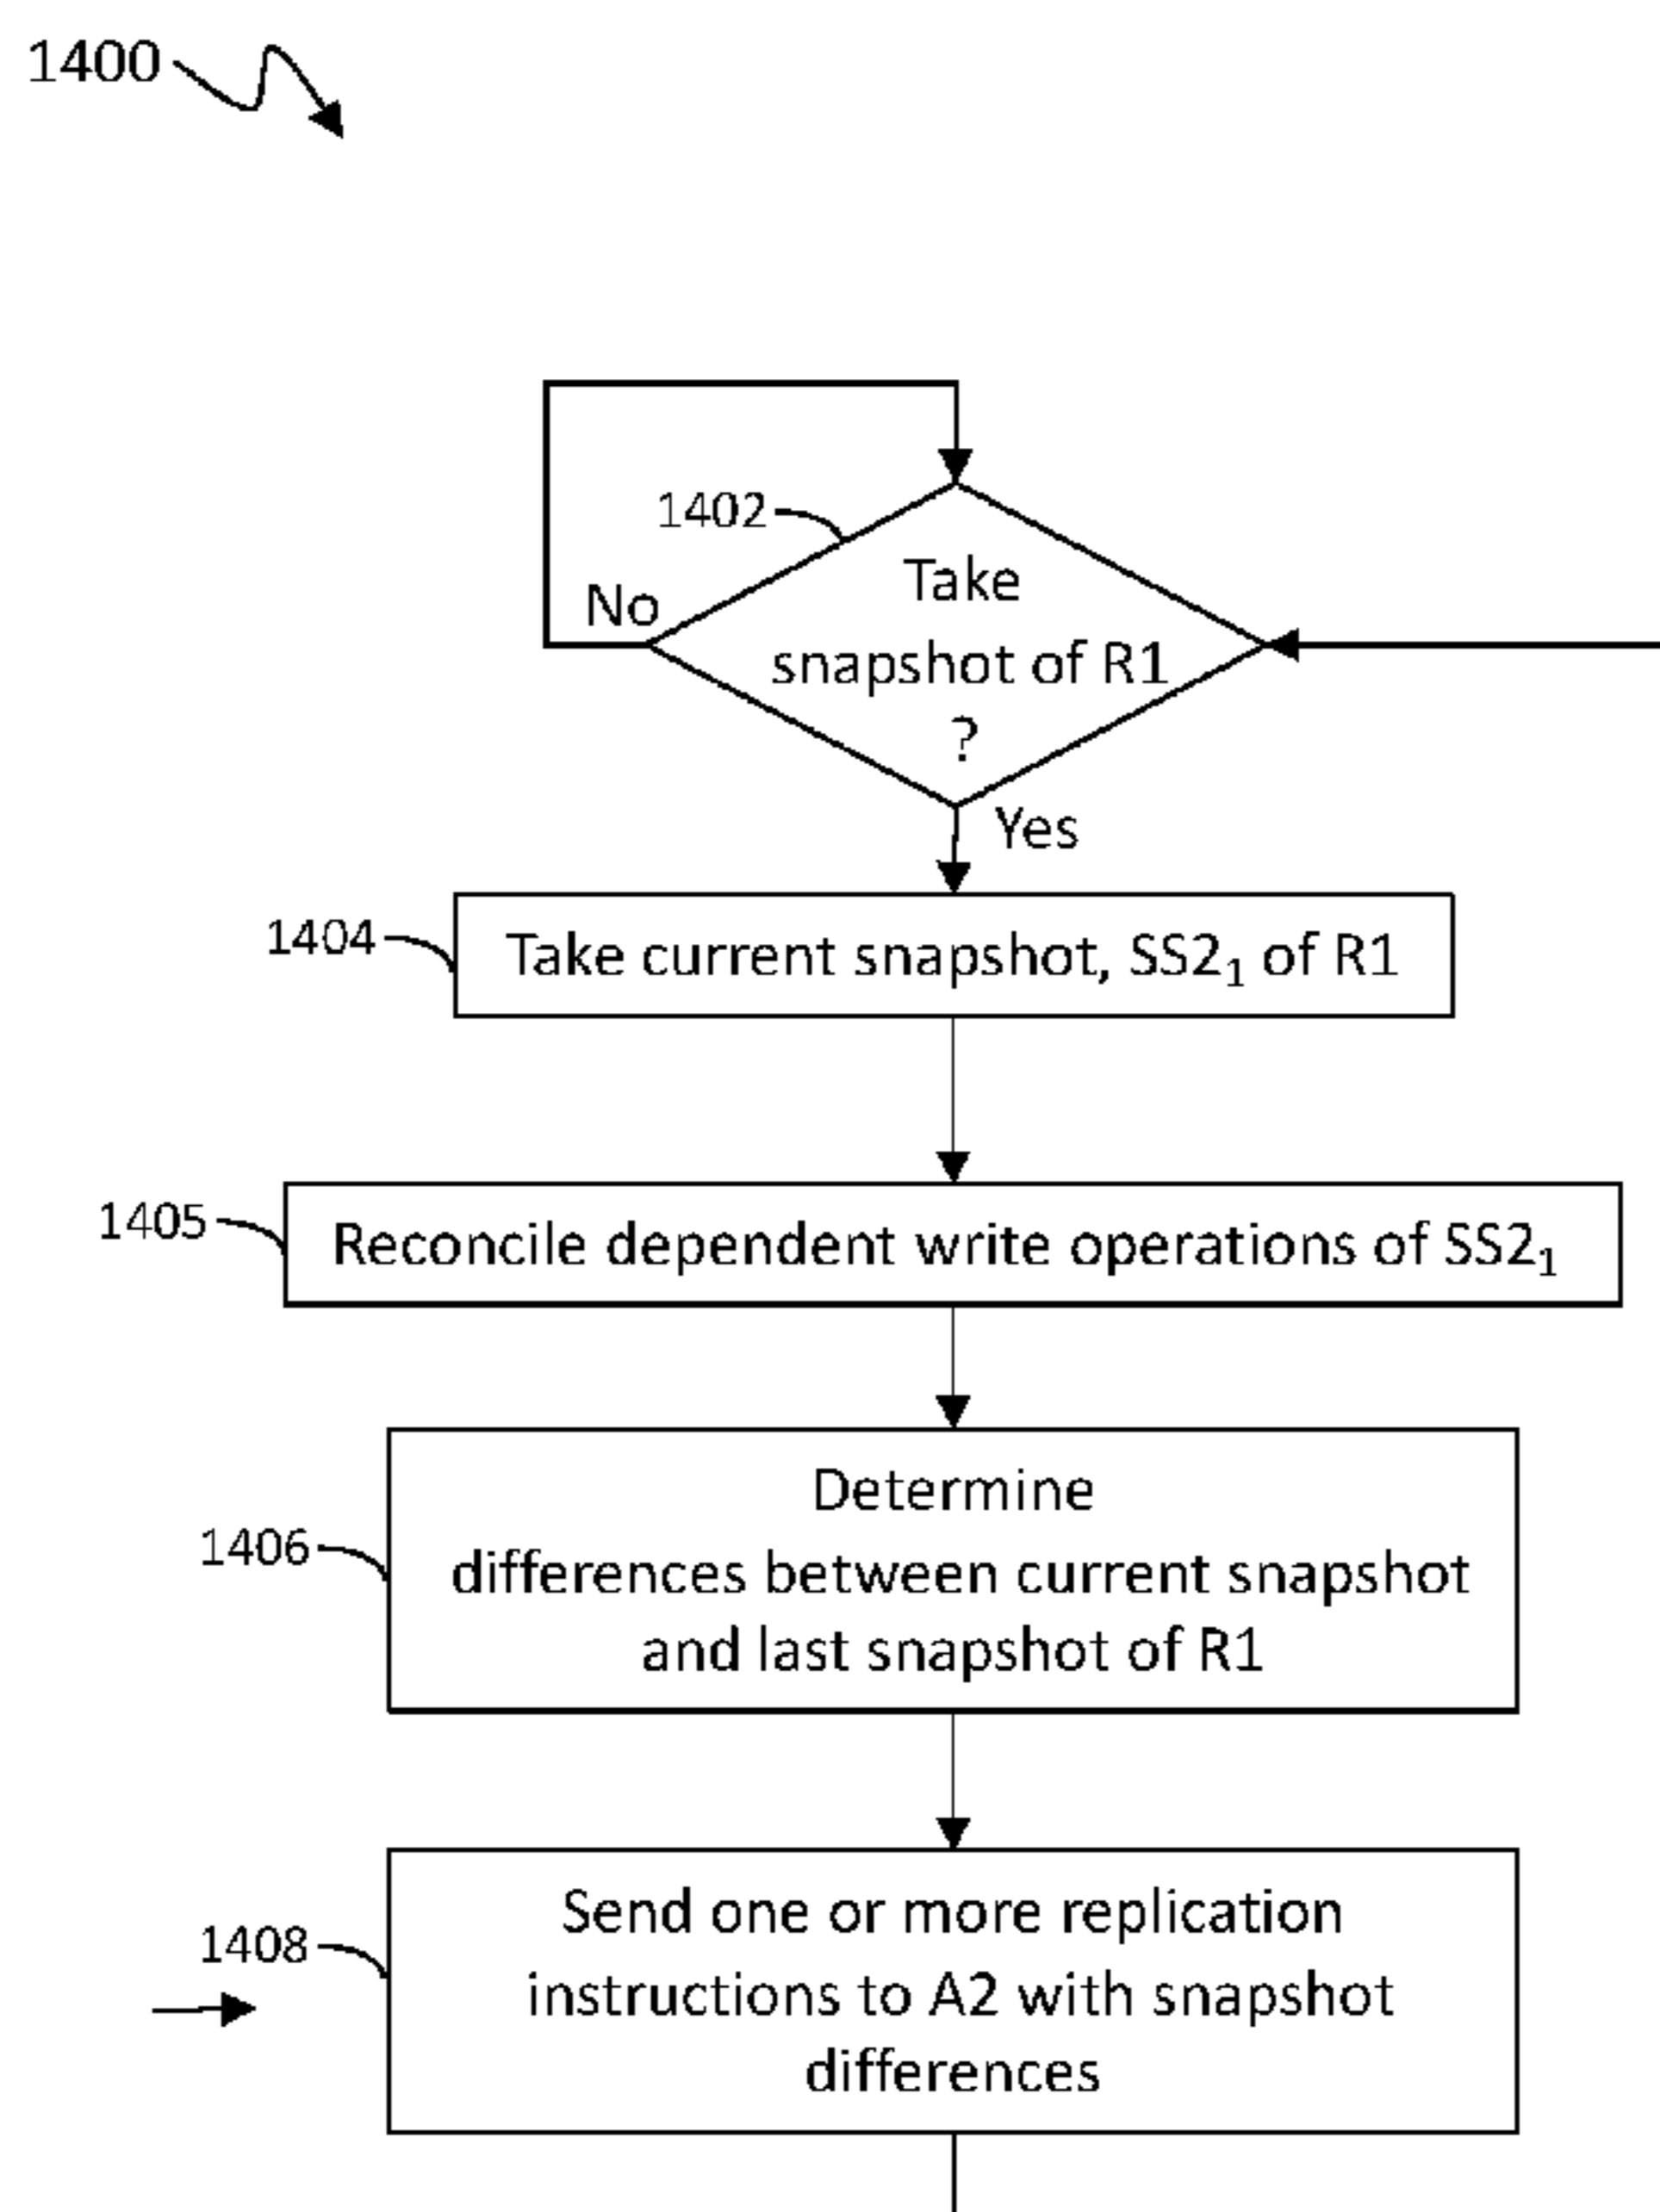 1400
1402
No
Take
snapshot of R1
?
Yes
1404
Take current snapshot, SS2₁ of R1
1405
Reconcile dependent write operations of SS2₁
1406
Determine
differences between current snapshot
and last snapshot of R1
1408
Send one or more replication
instructions to A2 with snapshot
differences